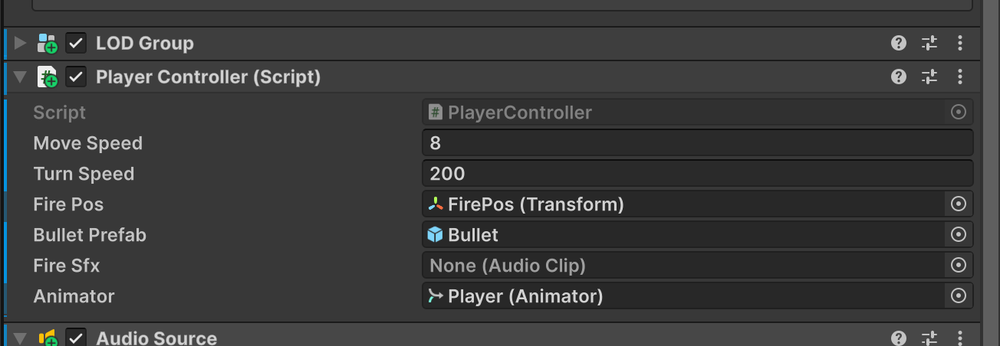 LOD Group
Player Controller (Script)
Script PlayerController
Move Speed 8
Turn Speed 200
Fire Pos FirePos (Transform)
Bullet Prefab Bullet
Fire Sfx None (Audio Clip)
Animator Player (Animator)
Audio Source